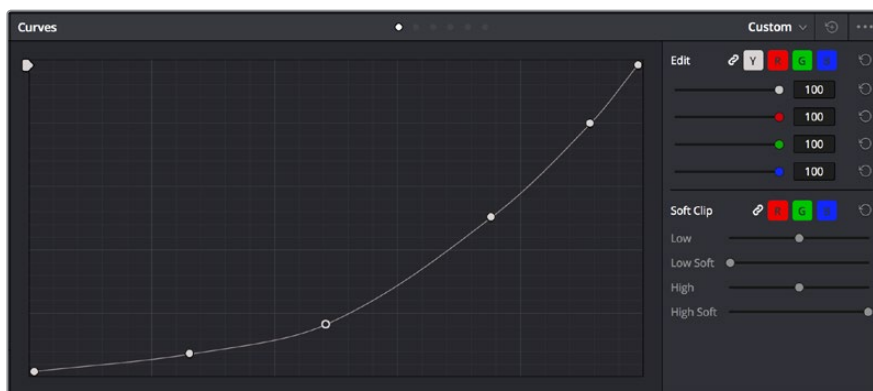 Curves
Custom
Edit Y R G B
100
100
100
100
Soft Clip R G B
Low
Low Soft
High
High Soft